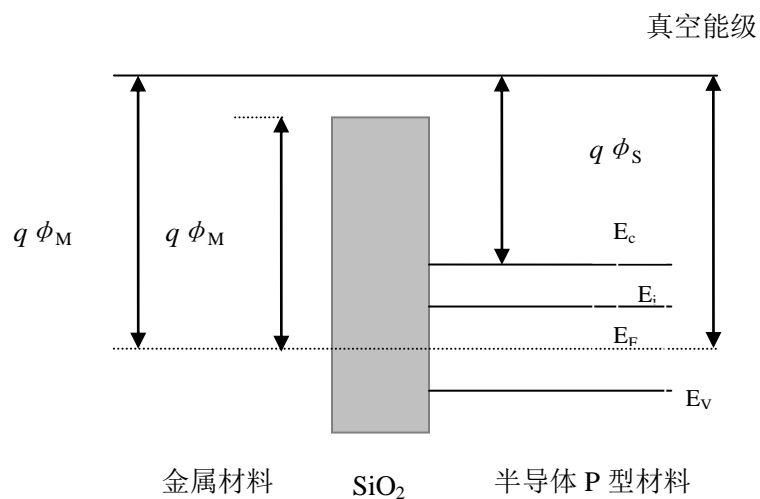 真空能级
q ϕS
q ϕM
q ϕM
Ec
Ei
EF
EV
金属材料
SiO2
半导体 P 型材料